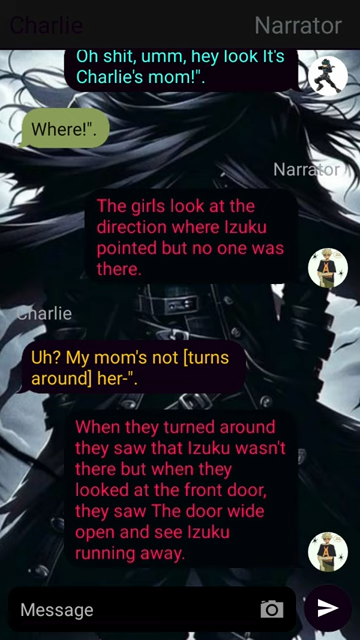 Charlie
Narrator
Oh shit, umm, hey look It's
Charlie's mom!".
Where!".
Narrator
The girls look at the
direction where Izuku
pointed but no one was
there.
Charlie
Uh? My mom's not [turns
around] her-".
When they turned around
they saw that Izuku wasn't
there but when they
looked at the front door,
they saw The door wide
open and see Izuku
running away.
Message